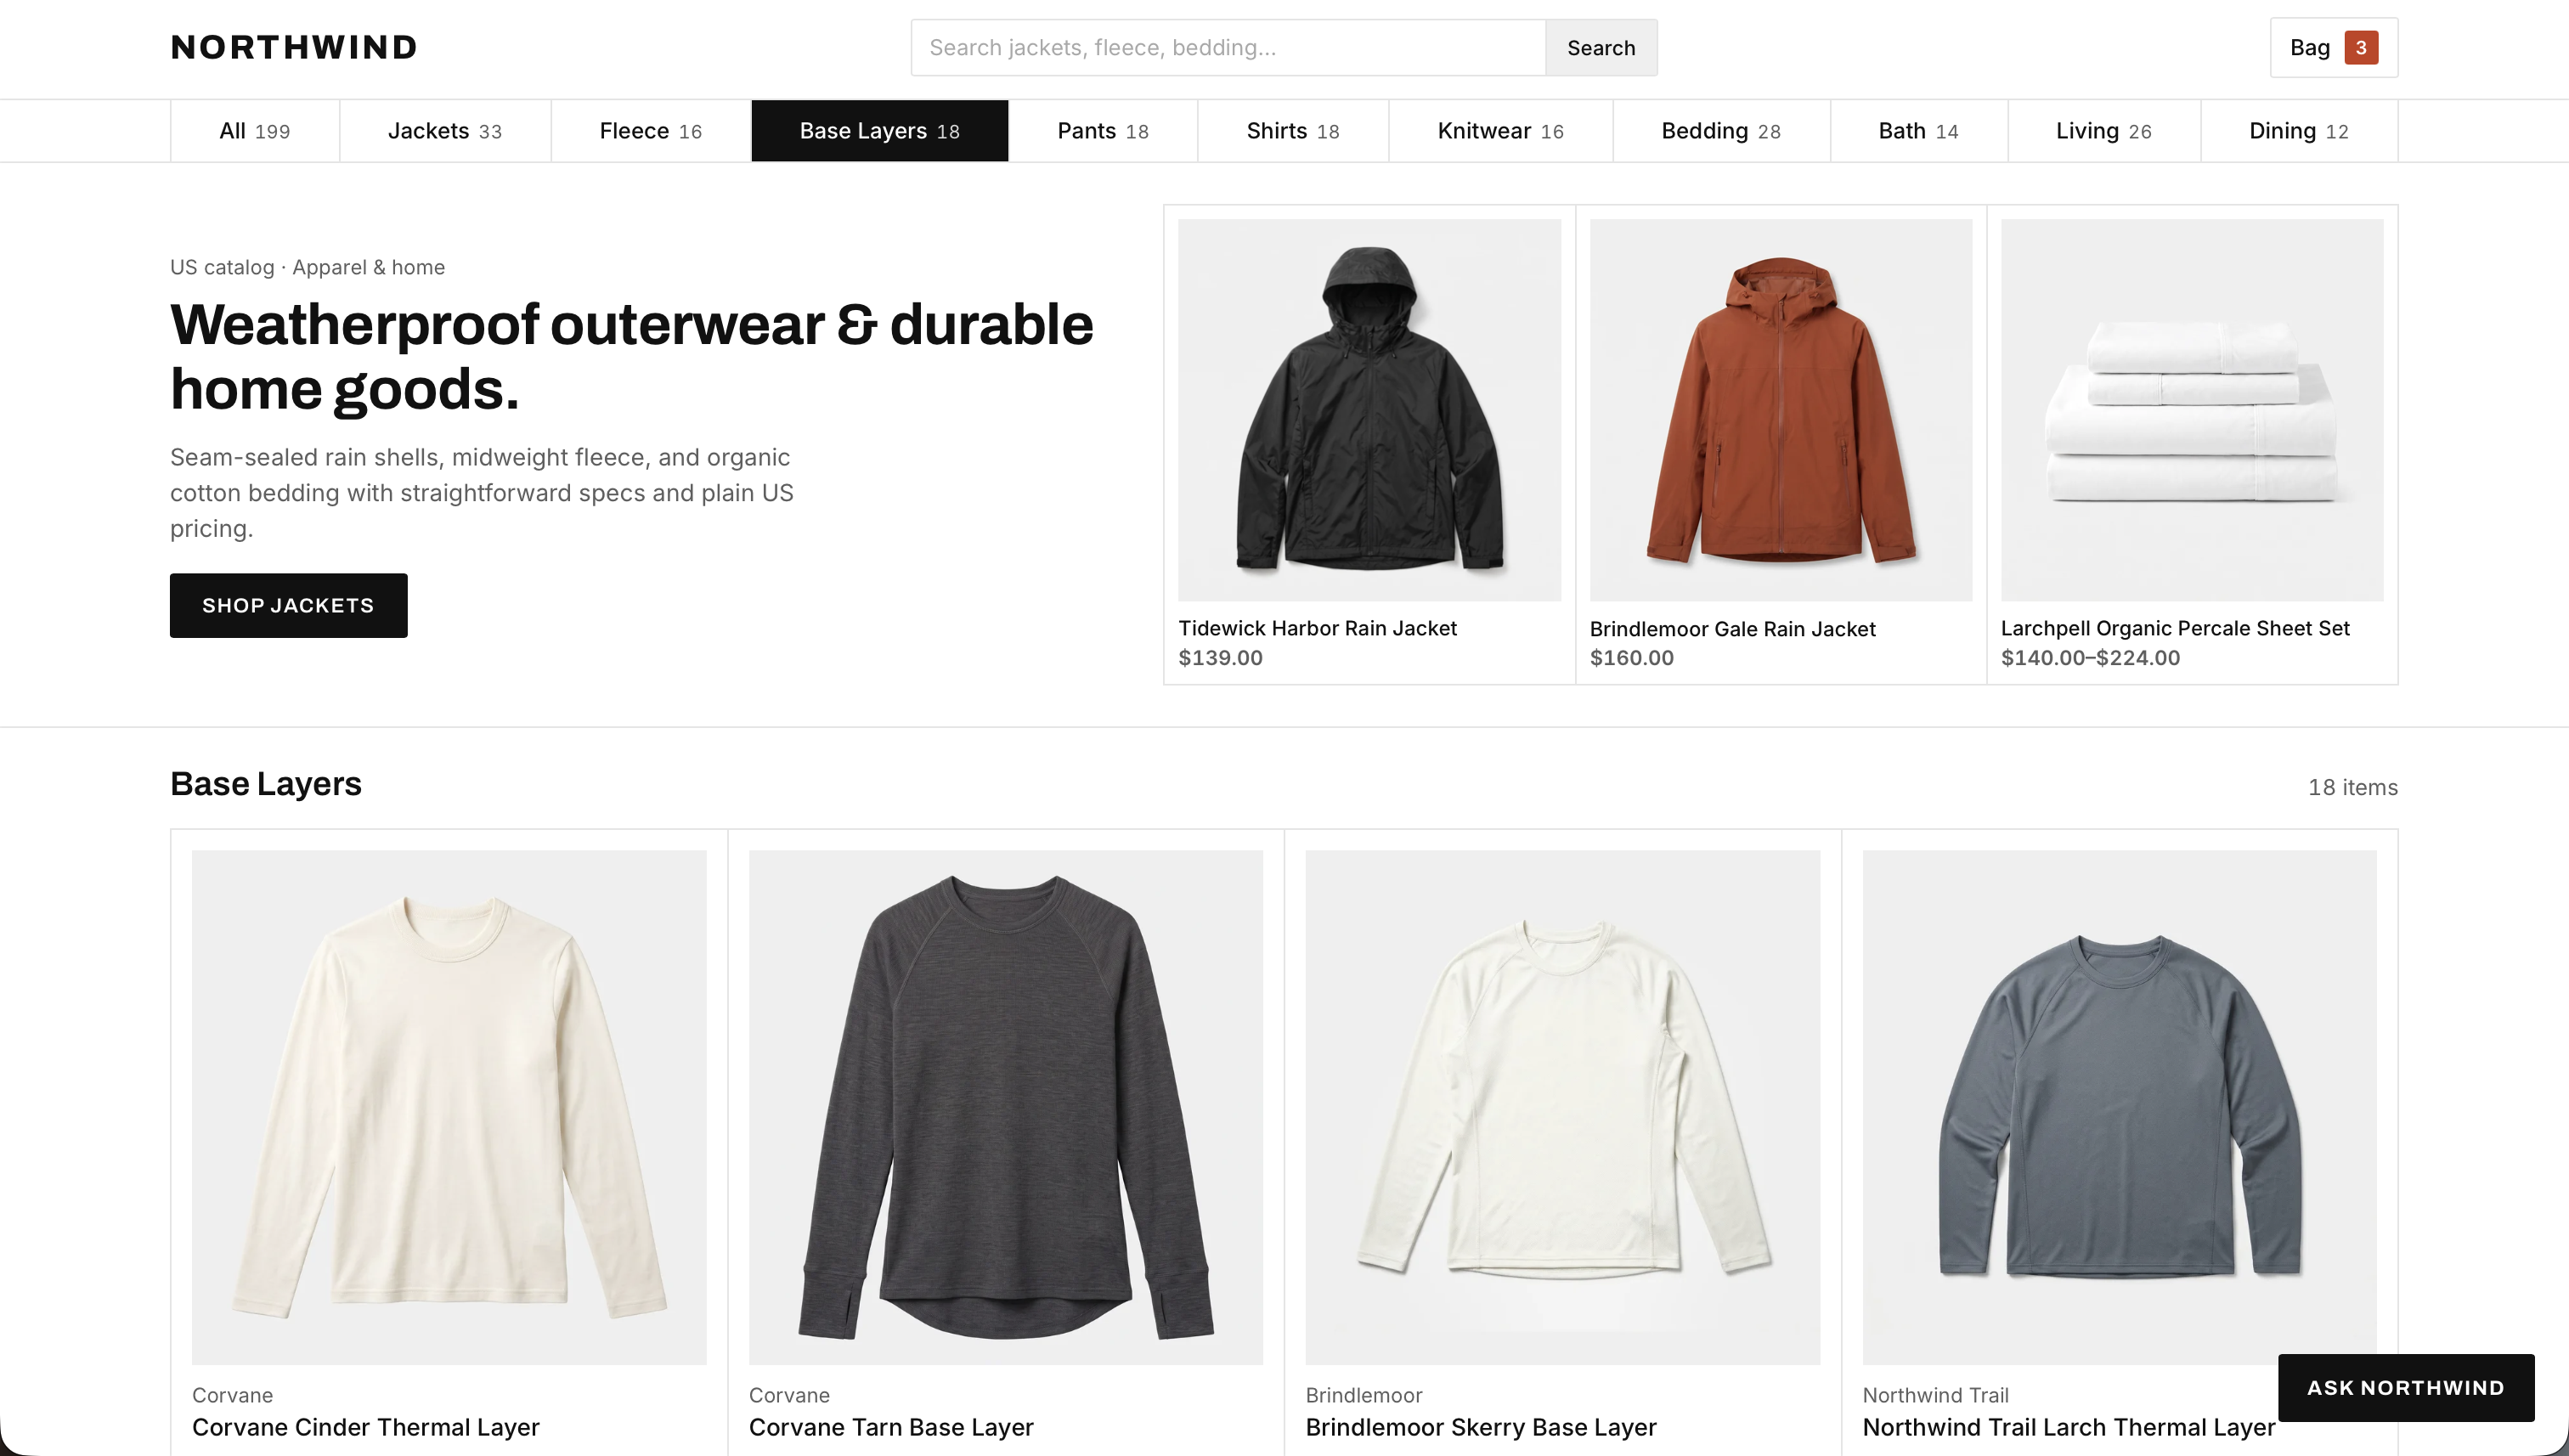 NORTHWIND
Search jackets, fleece, bedding...
Search
Bag 3
All 199
Jackets 33
Fleece 16
Base Layers 18
Pants 18
Shirts 18
Knitwear 16
Bedding 28
Bath 14
Living 26
Dining 12
US catalog · Apparel & home
Weatherproof outerwear & durable
home goods.
Seam-sealed rain shells, midweight fleece, and organic
cotton bedding with straightforward specs and plain US
pricing.
SHOP JACKETS
Tidewick Harbor Rain Jacket
$139.00
Brindlemoor Gale Rain Jacket
$160.00
Larchpell Organic Percale Sheet Set
$140.00–$224.00
Base Layers
18 items
Corvane
Corvane Cinder Thermal Layer
Corvane
Corvane Tarn Base Layer
Brindlemoor
Brindlemoor Skerry Base Layer
Northwind Trail
Northwind Trail Larch Thermal Layer
ASK NORTHWIND